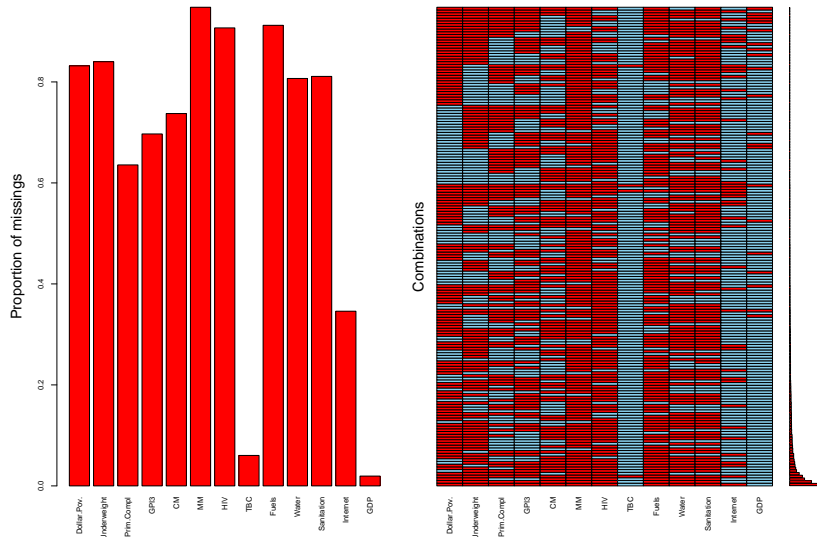 Proportion of missings
0.0
0.2
0.4
0.6
0.8
Dollar.Pov.
Underweight
Prim.Compl
GPI3
CM
MM
HIV
TBC
Fuels
Water
Sanitation
Internet
GDP
Combinations
Dollar.Pov.
Underweight
Prim.Compl
GPI3
CM
MM
HIV
TBC
Fuels
Water
Sanitation
Internet
GDP